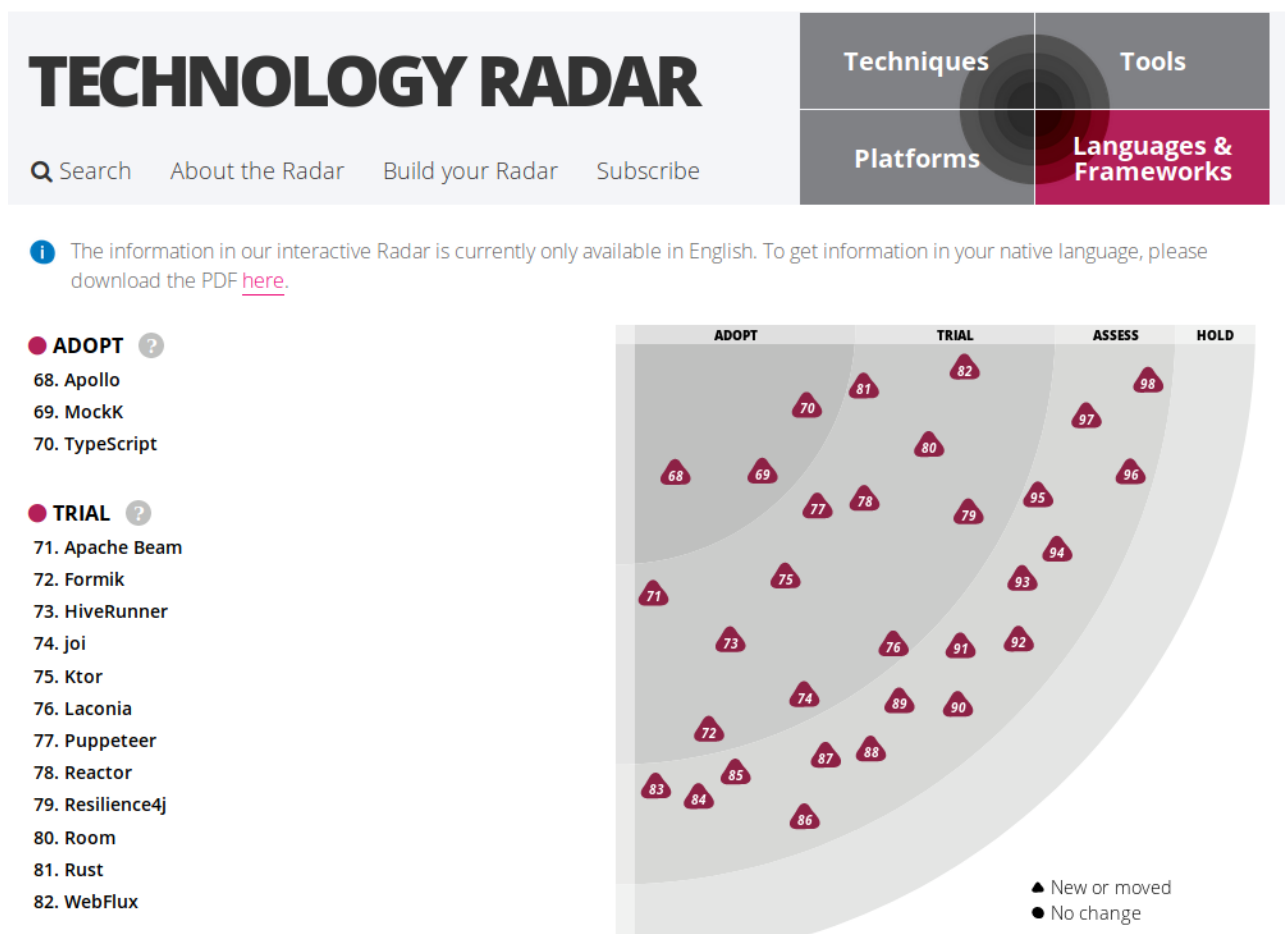 TECHNOLOGY RADAR
Search About the Radar Build your Radar Subscribe
Techniques Tools
Platforms Languages &
Frameworks
i The information in our interactive Radar is currently only available in English. To get information in your native language, please
download the PDF here.
ADOPT ?
68. Apollo
69. MockK
70. TypeScript
TRIAL ?
71. Apache Beam
72. Formik
73. HiveRunner
74. joi
75. Ktor
76. Laconia
77. Puppeteer
78. Reactor
79. Resilience4j
80. Room
81. Rust
82. WebFlux
ADOPT TRIAL ASSESS HOLD
82
98
81
70
97
80
68 69 96
77 78 79 95
94
75 93
71
73 76 91 92
74 89 90
72 87 88
83 84 85
86
New or moved
No change